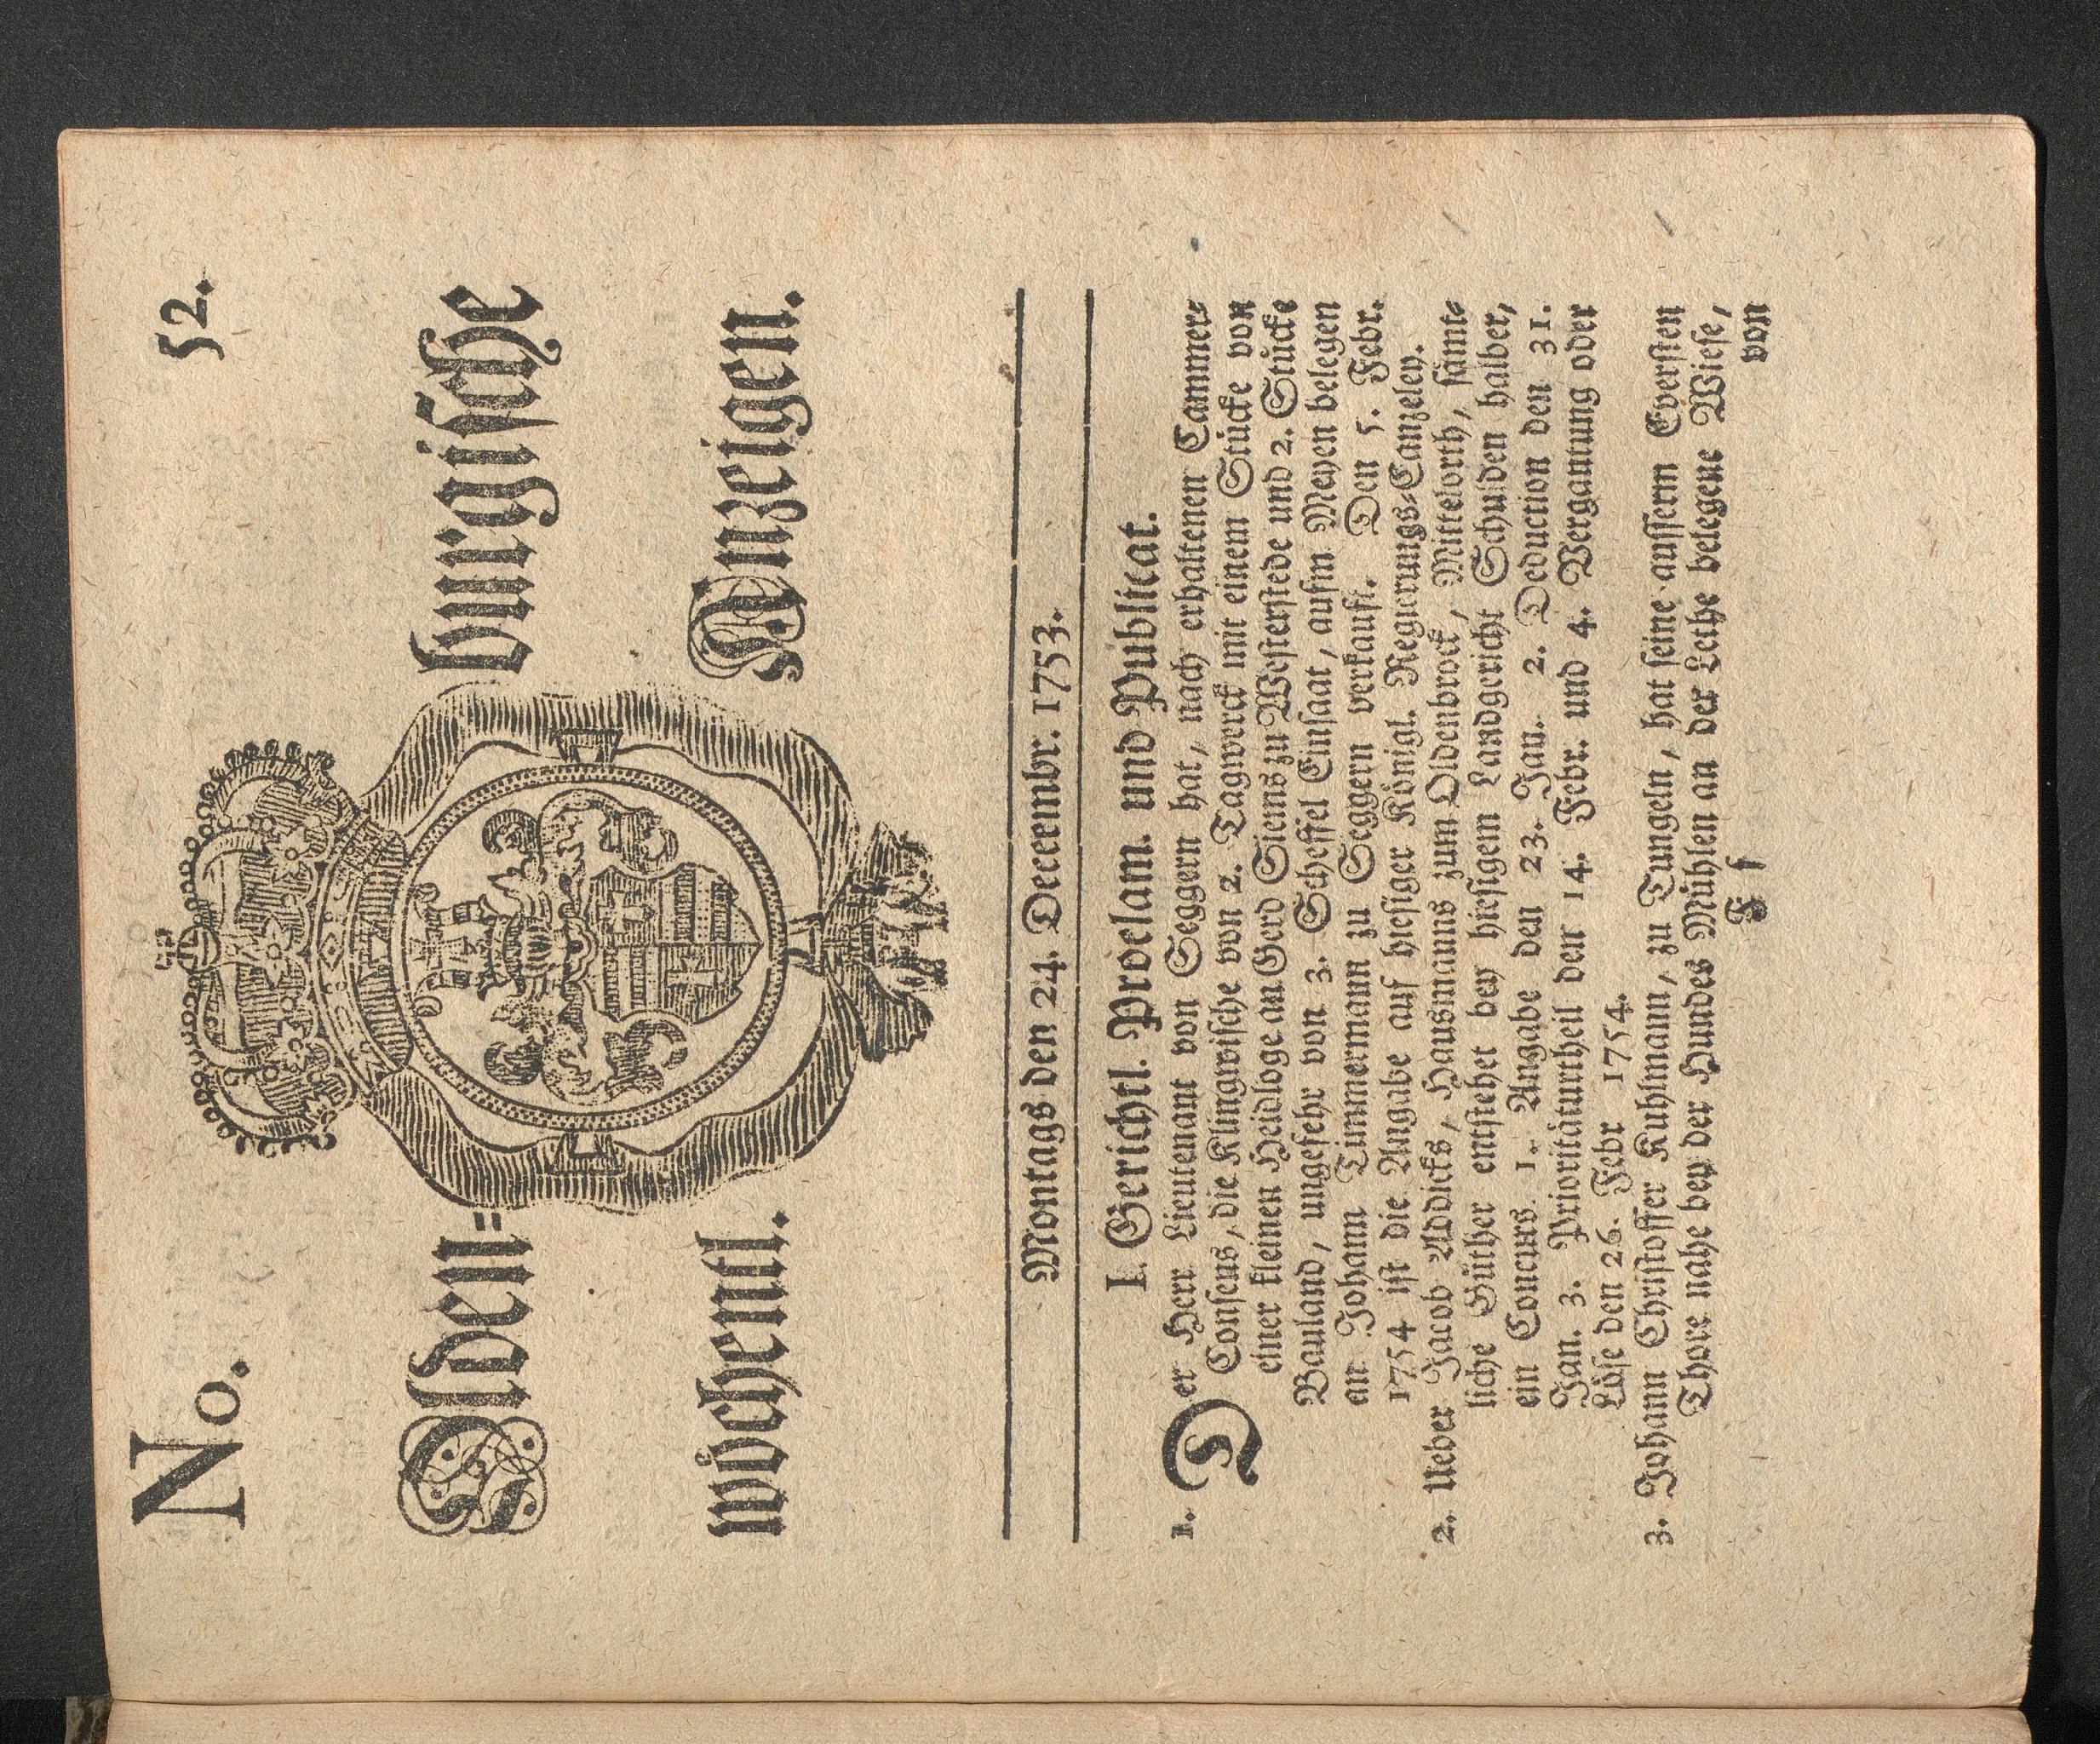 No. 52.
Olden= burgische
wöchentl. Anzeigen.
Montags den 24. Decembr. 1753.
I. Gerichtl. Proclam. und Publicat.
1. Der Herr Lieutenant von Seggern hat, nach erhaltenen Cammer=
Consens, die Klingwische von 2. Tagwerck mit einem Stücke von
einer kleinen Heidloge an Gerd Siems zu Westerstede und 2. Stücke
Bauland, ungefehr von 3. Scheffel Einsaat, aufm Meyen belegen
an Johann Timmermann zu Seggern verkauft. Den 5. Febr.
1754 ist die Angabe auf hiesiger Königl. Regierungs=Canzeley.
2. Ueber Jacob Addicks, Hausmanns zum Oldenbrock, Mittelorth, sämt=
liche Güther entstehet bey hiesigem Landgericht Schulden halber,
ein Concurs. 1. Angabe den 23. Jan. 2. Deduction den 31.
Jan. 3. Prioritäturtheil den 14. Febr. und 4. Vergantung oder
Löse den 26. Febr 1754.
3. Johann Christoffer Kuhlmann, zu Tungeln, hat seine aussern Eversten
Thore nahe bey der Hundes Mühlen an der Lethe belegene Wiese,
F f
von